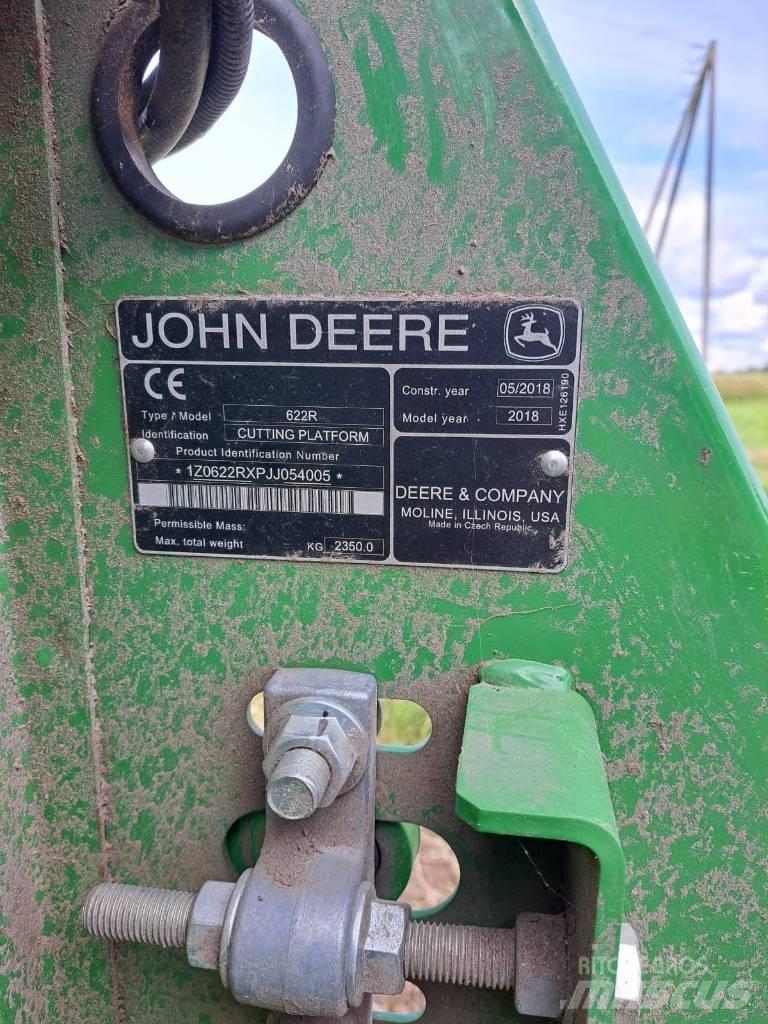 JOHN DEERE
CE
Type / Model 622R
Identification CUTTING PLATFORM
Product Identification Number
* 1Z0622RXPJJ054005 *
Permissible Mass:
Max. total weight KG 2350.0
Constr. year 05/2018
Model year 2018
HXE126190
DEERE & COMPANY
MOLINE, ILLINOIS, USA
Made in Czech Republic
MASCUS